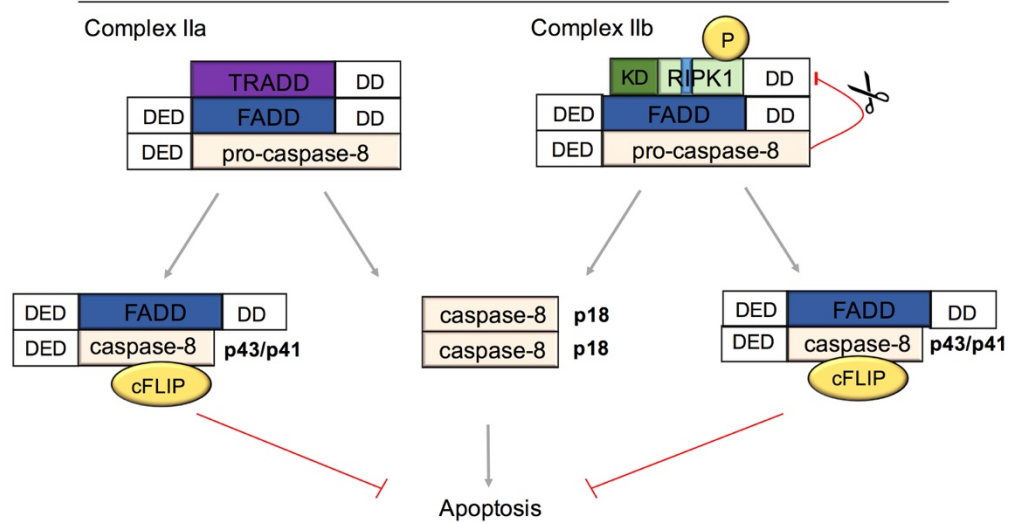 Complex IIa
TRADD DD
DED FADD DD
DED pro-caspase-8
Complex IIb
P
KD RIPK1 DD
DED FADD DD
DED pro-caspase-8
DED FADD DD
DED caspase-8 p43/p41
cFLIP
caspase-8 p18
caspase-8 p18
DED FADD DD
DED caspase-8 p43/p41
cFLIP
Apoptosis